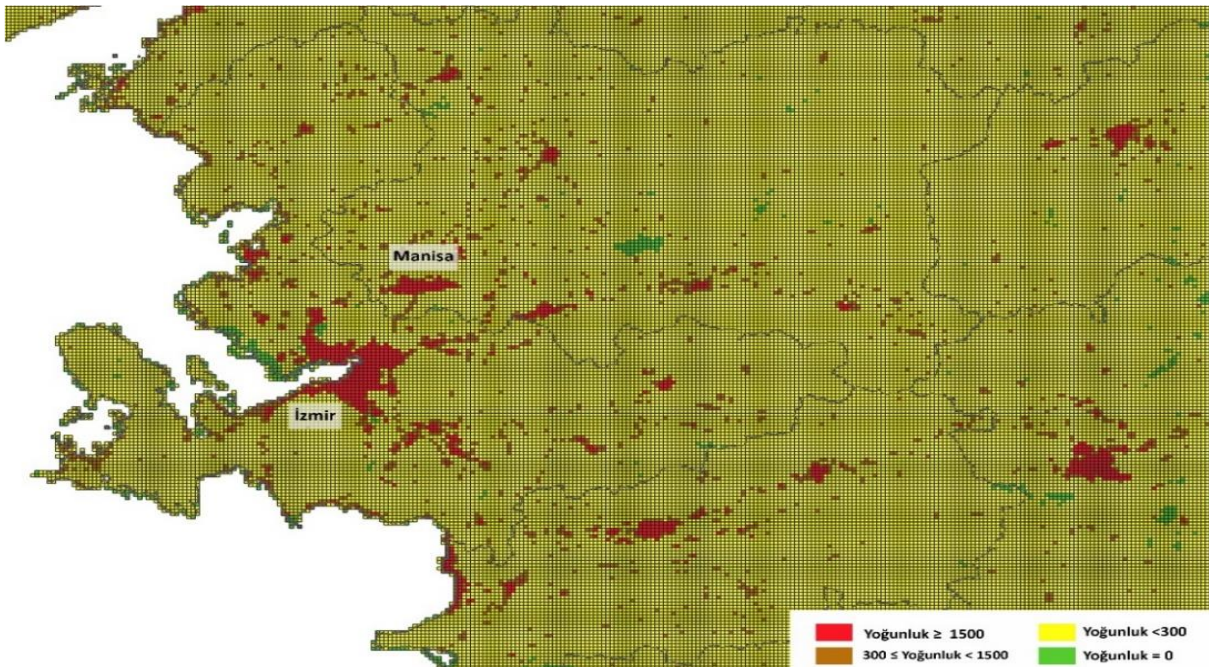 Manisa
İzmir
Yoğunluk ≥ 1500
Yoğunluk <300
300 ≤ Yoğunluk < 1500
Yoğunluk = 0